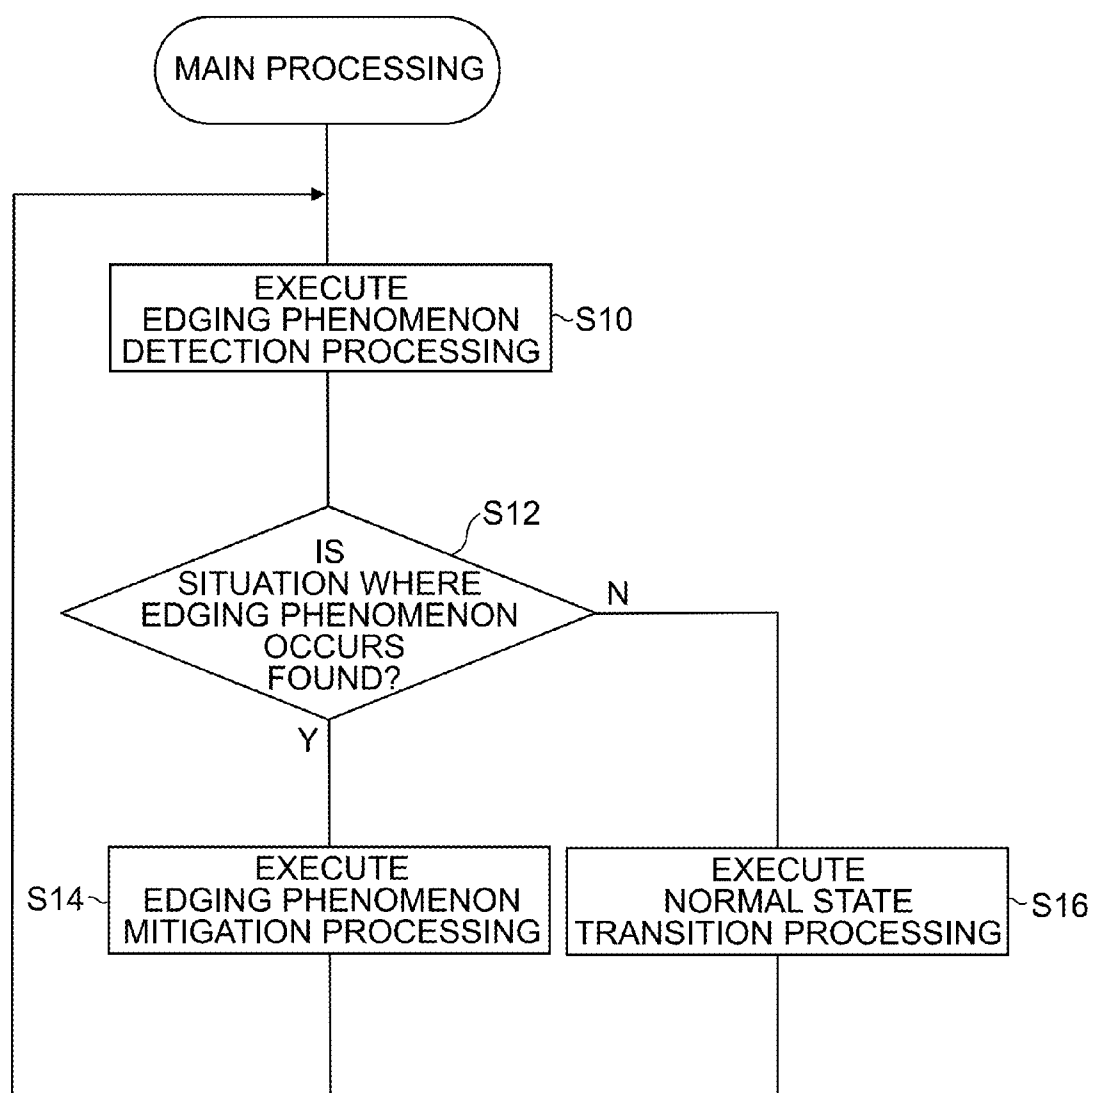 MAIN PROCESSING
EXECUTE
EDGING PHENOMENON
DETECTION PROCESSING
S10
S12
IS
SITUATION WHERE
EDGING PHENOMENON
OCCURS
FOUND?
N
Y
S14
EXECUTE
EDGING PHENOMENON
MITIGATION PROCESSING
EXECUTE
NORMAL STATE
TRANSITION PROCESSING
S16